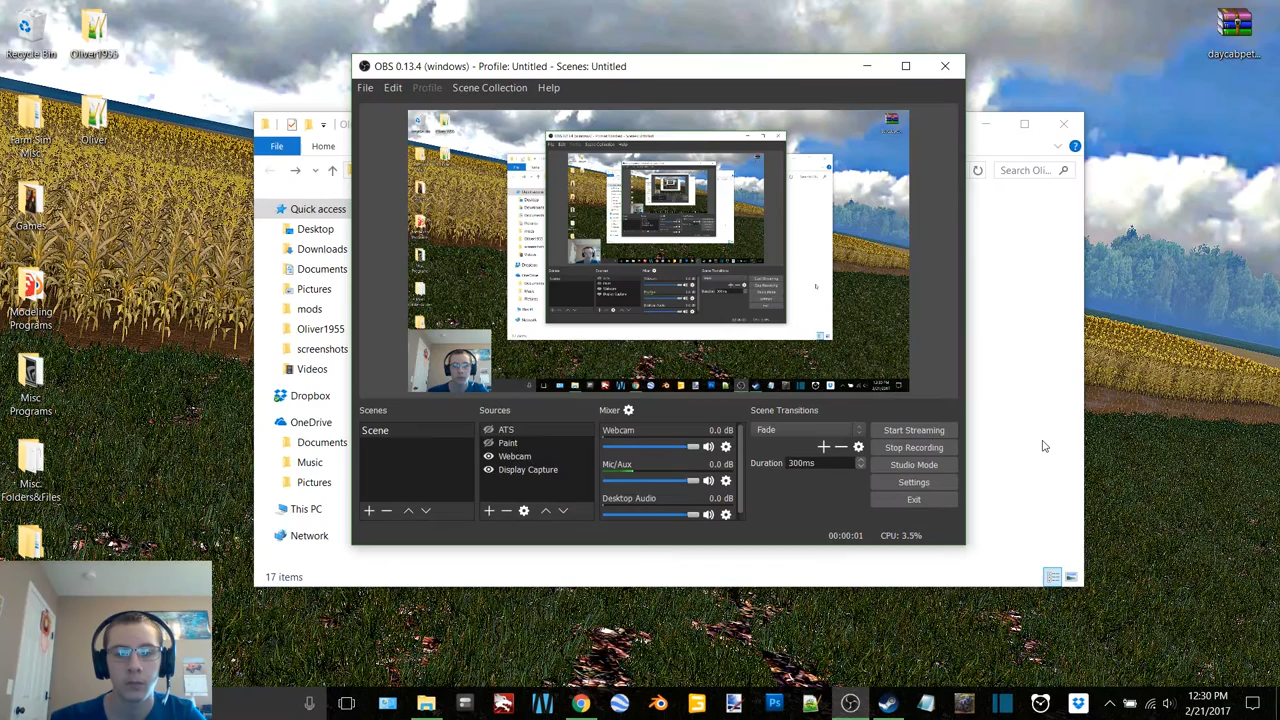 Recycle Bin
Oliver1955
Farm Sim Misc.
Oliver
Games
Modeling Programs
Misc Programs
Misc. Folders&Files
daycabpet...
OBS 0.13.4 (windows) - Profile: Untitled - Scenes: Untitled
File Edit Profile Scene Collection Help
File Home
Search Oli...
Quick access
Desktop
Downloads
Documents
Pictures
mods
Oliver1955
screenshots
Videos
Dropbox
OneDrive
Documents
Music
Pictures
This PC
Network
17 items
Scenes
Scene
Sources
ATS
Paint
Webcam
Display Capture
Mixer
Webcam 0.0 dB
Mic/Aux 0.0 dB
Desktop Audio 0.0 dB
Scene Transitions
Fade
Duration 300ms
Start Streaming
Stop Recording
Studio Mode
Settings
Exit
00:00:01 CPU: 3.5%
12:30 PM
2/21/2017